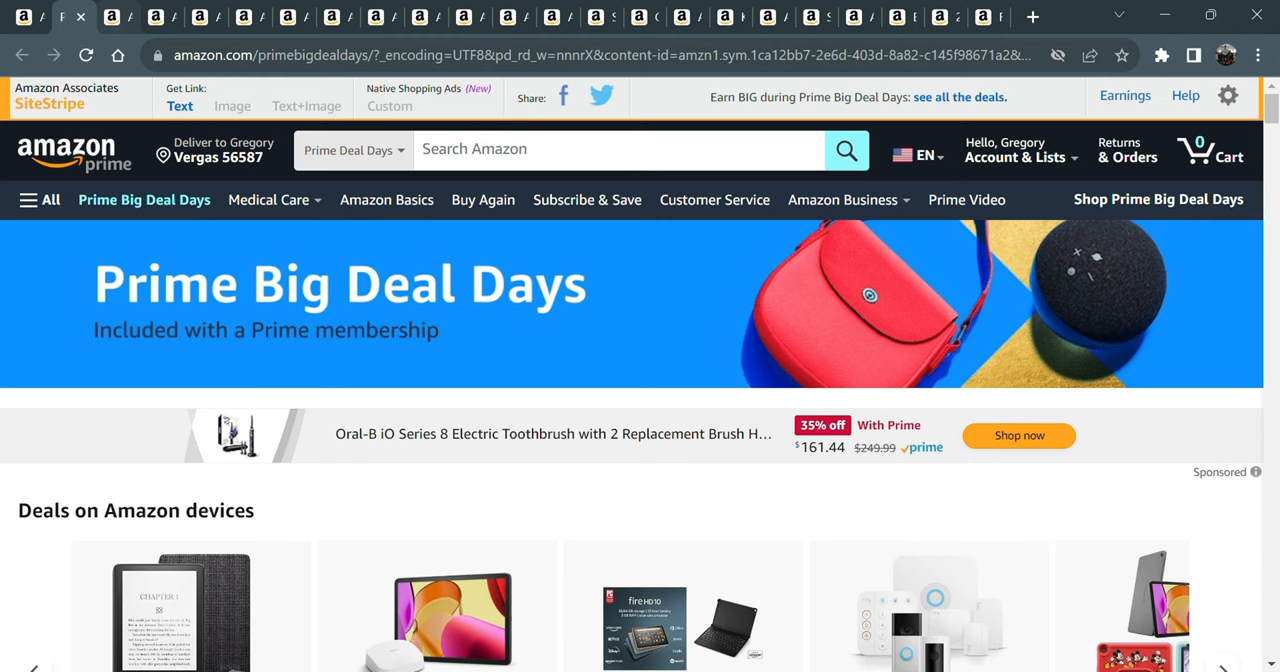 amazon.com/primebigdealdays/?_encoding=UTF8&pd_rd_w=nnnrX&content-id=amzn1.sym.1ca12bb7-2e6d-403d-8a82-c145f98671a2&...
Amazon Associates
SiteStripe
Get Link:
Text Image Text+Image
Native Shopping Ads (New)
Custom
Share:
Earn BIG during Prime Big Deal Days: see all the deals.
Earnings Help
amazon prime
Deliver to Gregory
Vergas 56587
Prime Deal Days
Search Amazon
EN
Hello, Gregory
Account & Lists
Returns
& Orders
0
Cart
All Prime Big Deal Days Medical Care Amazon Basics Buy Again Subscribe & Save Customer Service Amazon Business Prime Video Shop Prime Big Deal Days
Prime Big Deal Days
Included with a Prime membership
Oral-B iO Series 8 Electric Toothbrush with 2 Replacement Brush H...
35% off With Prime
$161.44 $249.99 prime
Shop now
Sponsored
Deals on Amazon devices
CHAPTER 1
fire HD 10